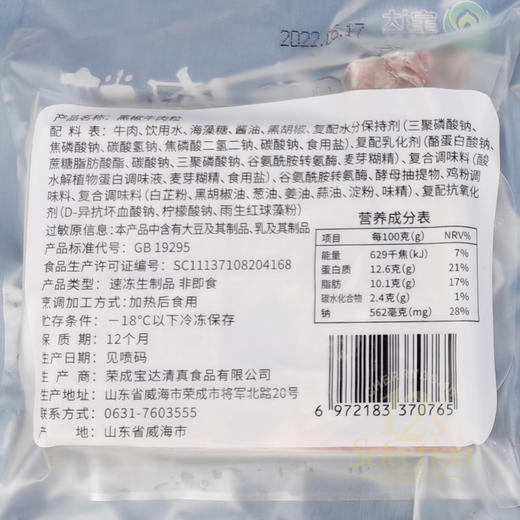 2022.06.17
产品名称：黑椒牛肉粒
配 料 表：牛肉、饮用水、海藻糖、酱油、黑胡椒、复配水分保持剂(三聚磷酸钠、
焦磷酸钠、碳酸氢钠、焦磷酸二氢二钠、碳酸钠、食用盐)、复配乳化剂(酪蛋白酸钠、
蔗糖脂肪酸酯、碳酸钠、三聚磷酸钠、谷氨酰胺转氨酶、麦芽糊精)、复合调味料(酸
水解植物蛋白调味液、麦芽糊精、食用盐)、谷氨酰胺转氨酶、酵母抽提物、鸡粉调
味料、复合调味料(白芷粉、黑胡椒油、葱油、姜油、蒜油、淀粉、味精)、复配抗氧化
剂(D-异抗坏血酸钠、柠檬酸钠、雨生红球藻粉)
过敏原信息：本产品中含有大豆及其制品、乳及其制品
产品标准代号：GB 19295
食品生产许可证编号：SC11137108204168
产品类型：速冻生制品 非即食
烹调加工方式：加热后食用
贮存条件：－18℃以下冷冻保存
保 质 期：12个月
生产日期：见喷码
生 产 商：荣成宝达清真食品有限公司
生产地址：山东省威海市荣成市将军北路20号
联系方式：0631-7603555
产 地：山东省威海市
营养成分表
项目 每100克(g) NRV%
能量 629千焦(kJ) 7%
蛋白质 12.6克(g) 21%
脂肪 10.1克(g) 17%
碳水化合物 2.4克(g) 1%
钠 562毫克(mg) 28%
6 972183 370765